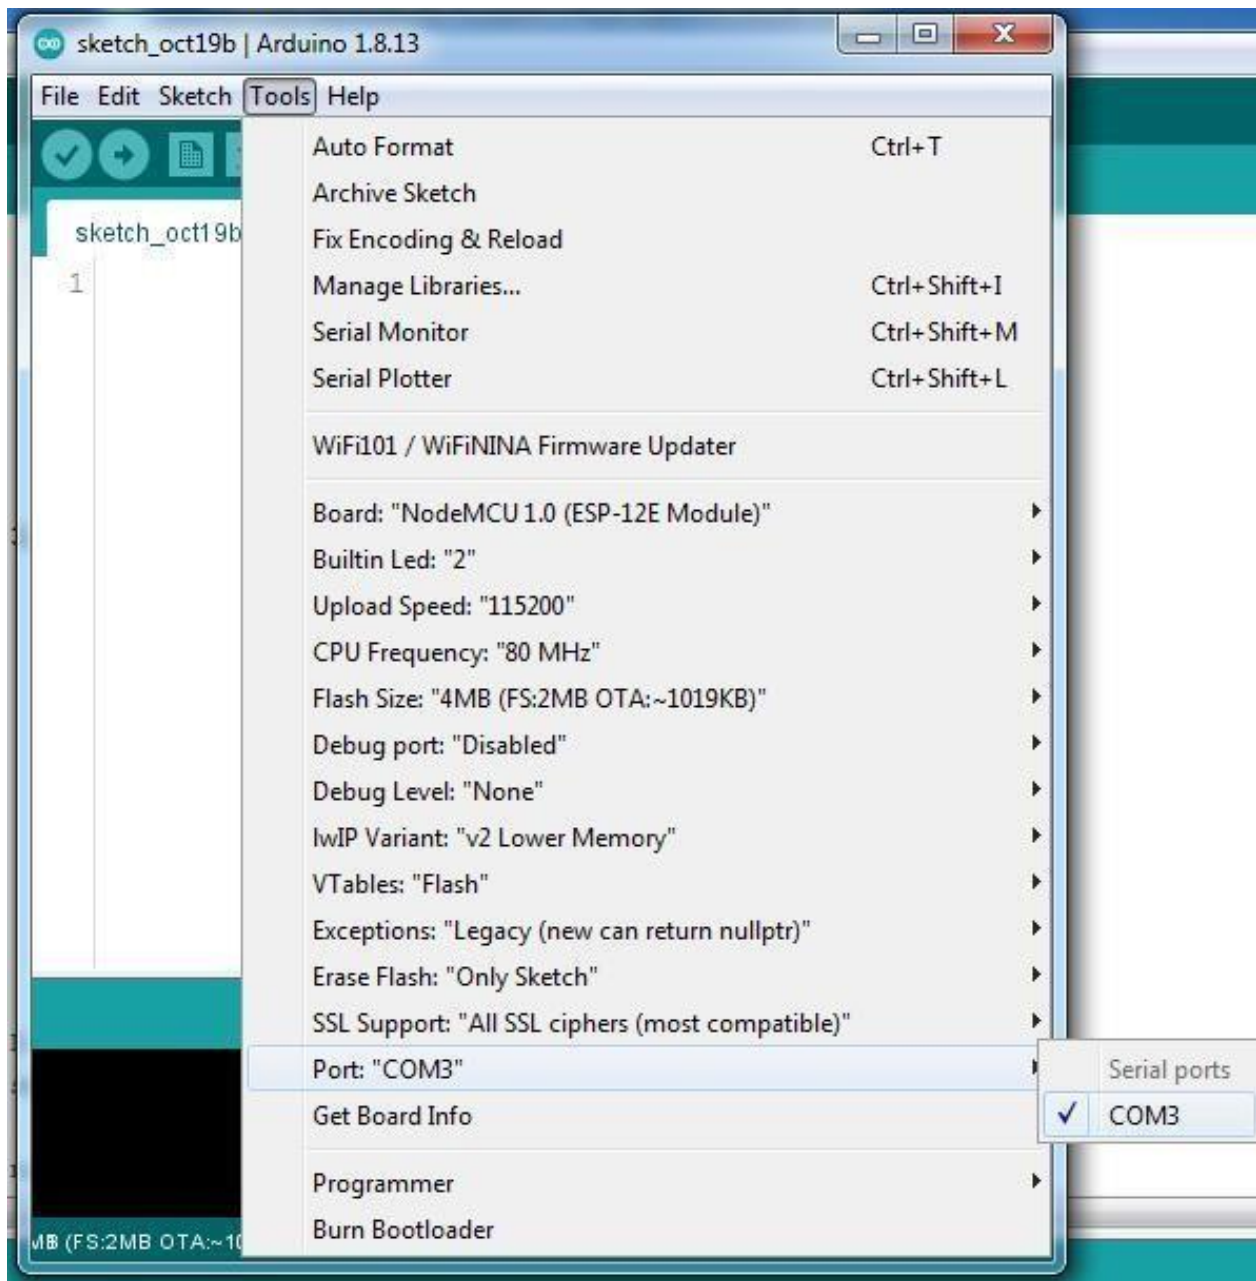 sketch_oct19b | Arduino 1.8.13
File Edit Sketch Tools Help
Auto Format Ctrl+T
Archive Sketch
sketch_oct19b
Fix Encoding & Reload
1
Manage Libraries... Ctrl+Shift+I
Serial Monitor Ctrl+Shift+M
Serial Plotter Ctrl+Shift+L
WiFi101 / WiFiNINA Firmware Updater
Board: "NodeMCU 1.0 (ESP-12E Module)"
Builtin Led: "2"
Upload Speed: "115200"
CPU Frequency: "80 MHz"
Flash Size: "4MB (FS:2MB OTA:~1019KB)"
Debug port: "Disabled"
Debug Level: "None"
lwIP Variant: "v2 Lower Memory"
VTables: "Flash"
Exceptions: "Legacy (new can return nullptr)"
Erase Flash: "Only Sketch"
SSL Support: "All SSL ciphers (most compatible)"
Port: "COM3" Serial ports
Get Board Info COM3
Programmer
Burn Bootloader
(FS:2MB OTA:~10